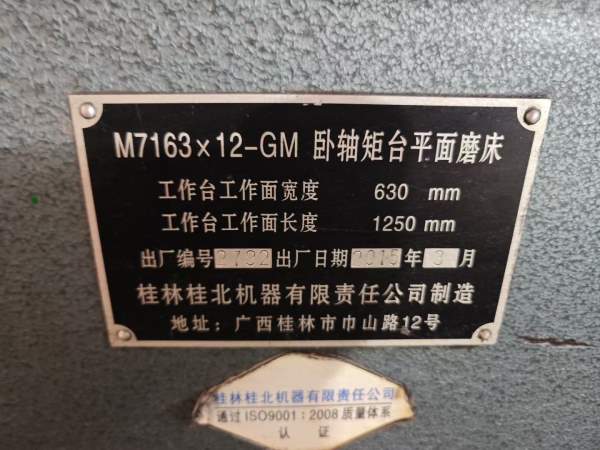 M7163×12-GM 卧轴矩台平面磨床
工作台工作面宽度 630 mm
工作台工作面长度 1250 mm
出厂编号 2732 出厂日期 2015 年 3 月
桂林桂北机器有限责任公司制造
地址：广西桂林市巾山路12号
桂林桂北机器有限责任公司
通过ISO9001：2008质量体系
认 证